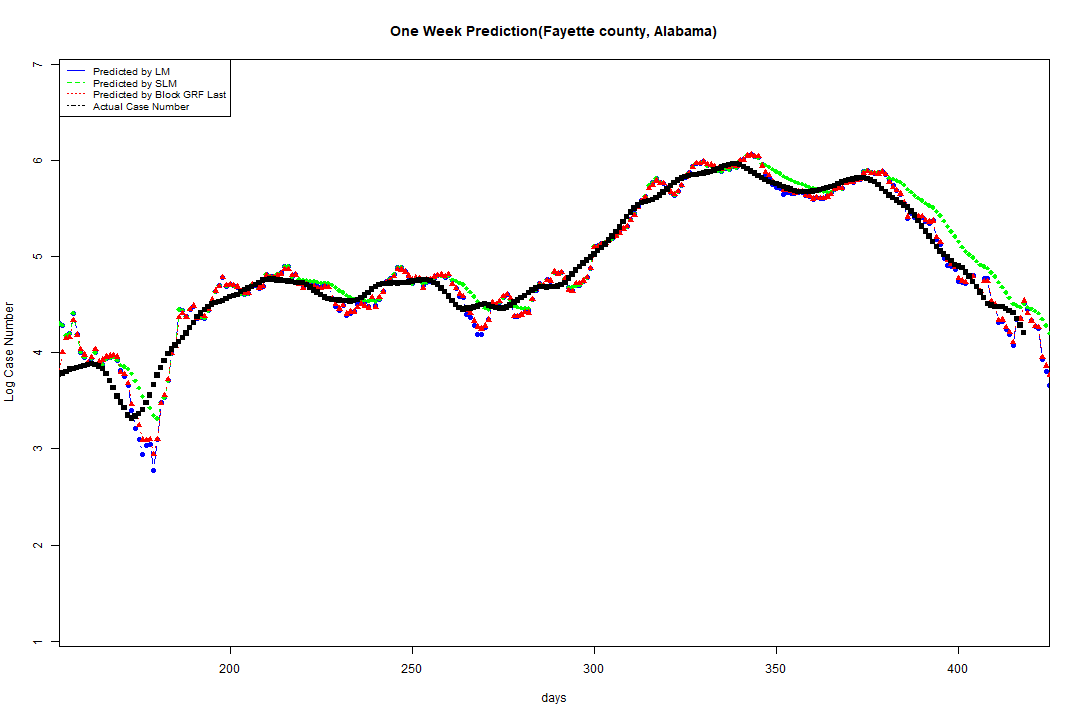 One Week Prediction(Fayette county, Alabama)
Predicted by LM
Predicted by SLM
Predicted by Block GRF Last
Actual Case Number
7
6
5
4
3
2
1
Log Case Number
200 250 300 350 400
days